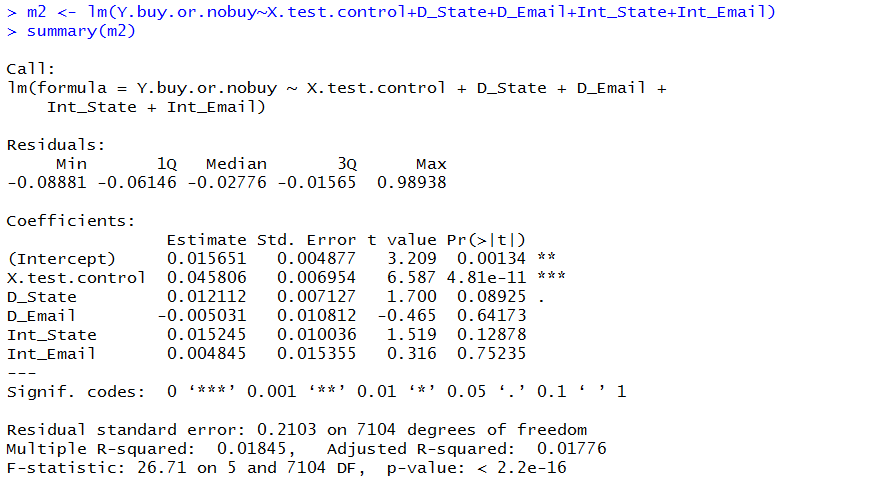 > m2 <- lm(Y.buy.or.nobuy~X.test.control+D_State+D_Email+Int_State+Int_Email)
> summary(m2)
Call:
lm(formula = Y.buy.or.nobuy ~ X.test.control + D_State + D_Email +
    Int_State + Int_Email)
Residuals:
     Min       1Q   Median       3Q      Max
-0.08881 -0.06146 -0.02776 -0.01565  0.98938
Coefficients:
                Estimate Std. Error t value Pr(>|t|)
(Intercept)     0.015651   0.004877   3.209  0.00134 **
X.test.control  0.045806   0.006954   6.587 4.81e-11 ***
D_State         0.012112   0.007127   1.700  0.08925 .
D_Email        -0.005031   0.010812  -0.465  0.64173
Int_State       0.015245   0.010036   1.519  0.12878
Int_Email       0.004845   0.015355   0.316  0.75235
---
Signif. codes:  0 ‘***’ 0.001 ‘**’ 0.01 ‘*’ 0.05 ‘.’ 0.1 ‘ ’ 1
Residual standard error: 0.2103 on 7104 degrees of freedom
Multiple R-squared:  0.01845,   Adjusted R-squared:  0.01776
F-statistic: 26.71 on 5 and 7104 DF,  p-value: < 2.2e-16